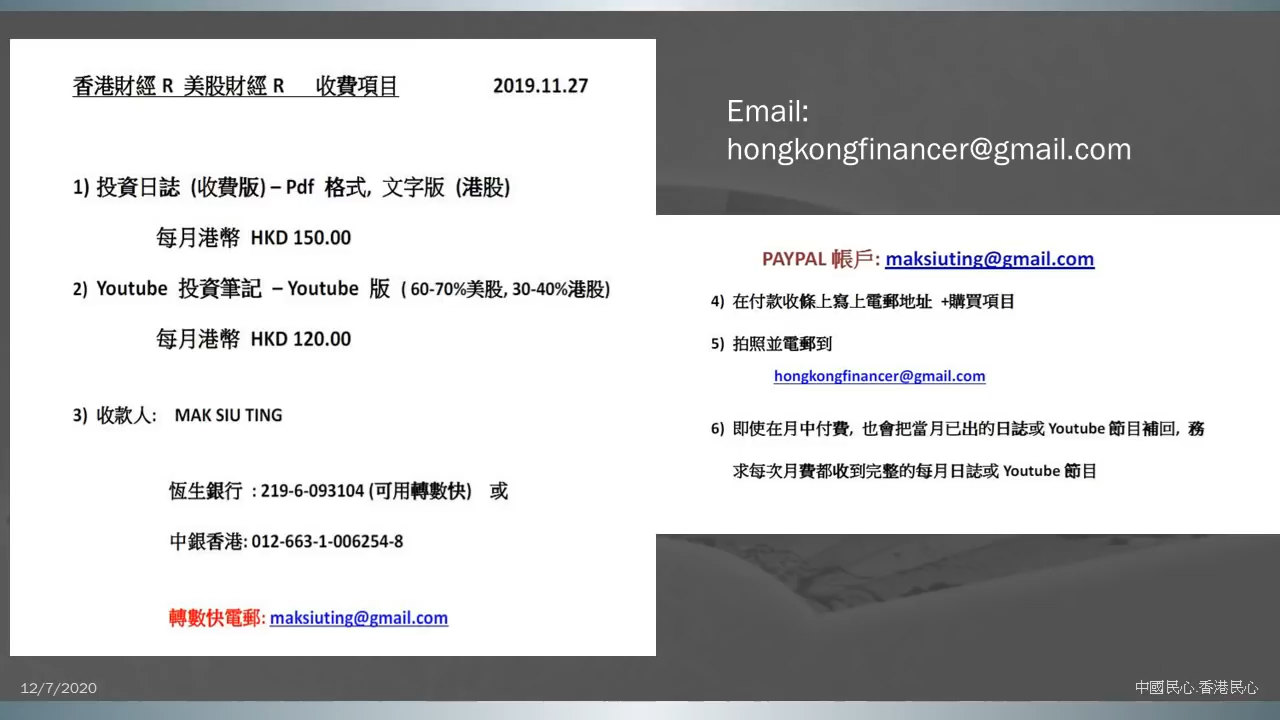 香港財經 R 美股財經 R 收費項目 2019.11.27
1) 投資日誌 (收費版) – Pdf 格式, 文字版 (港股)
每月港幣 HKD 150.00
2) Youtube 投資筆記 – Youtube 版 ( 60-70%美股, 30-40%港股)
每月港幣 HKD 120.00
3) 收款人: MAK SIU TING
恆生銀行 : 219-6-093104 (可用轉數快) 或
中銀香港: 012-663-1-006254-8
轉數快電郵: maksiuting@gmail.com
Email:
hongkongfinancer@gmail.com
PAYPAL 帳戶: maksiuting@gmail.com
4) 在付款收條上寫上電郵地址 +購買項目
5) 拍照並電郵到
hongkongfinancer@gmail.com
6) 即使在月中付費, 也會把當月已出的日誌或 Youtube 節目補回, 務
求每次月費都收到完整的每月日誌或 Youtube 節目
12/7/2020
中國民心.香港民心